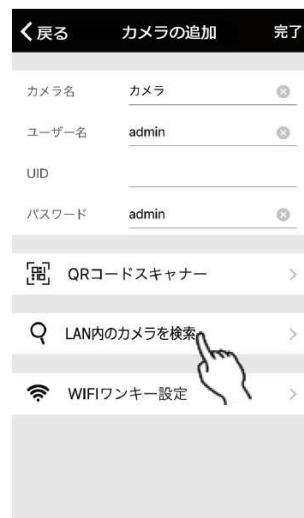 戻る カメラの追加 完了
カメラ名 カメラ
ユーザー名 admin
UID
パスワード admin
QRコードスキャナー
LAN内のカメラを検索
WIFIワンキー設定